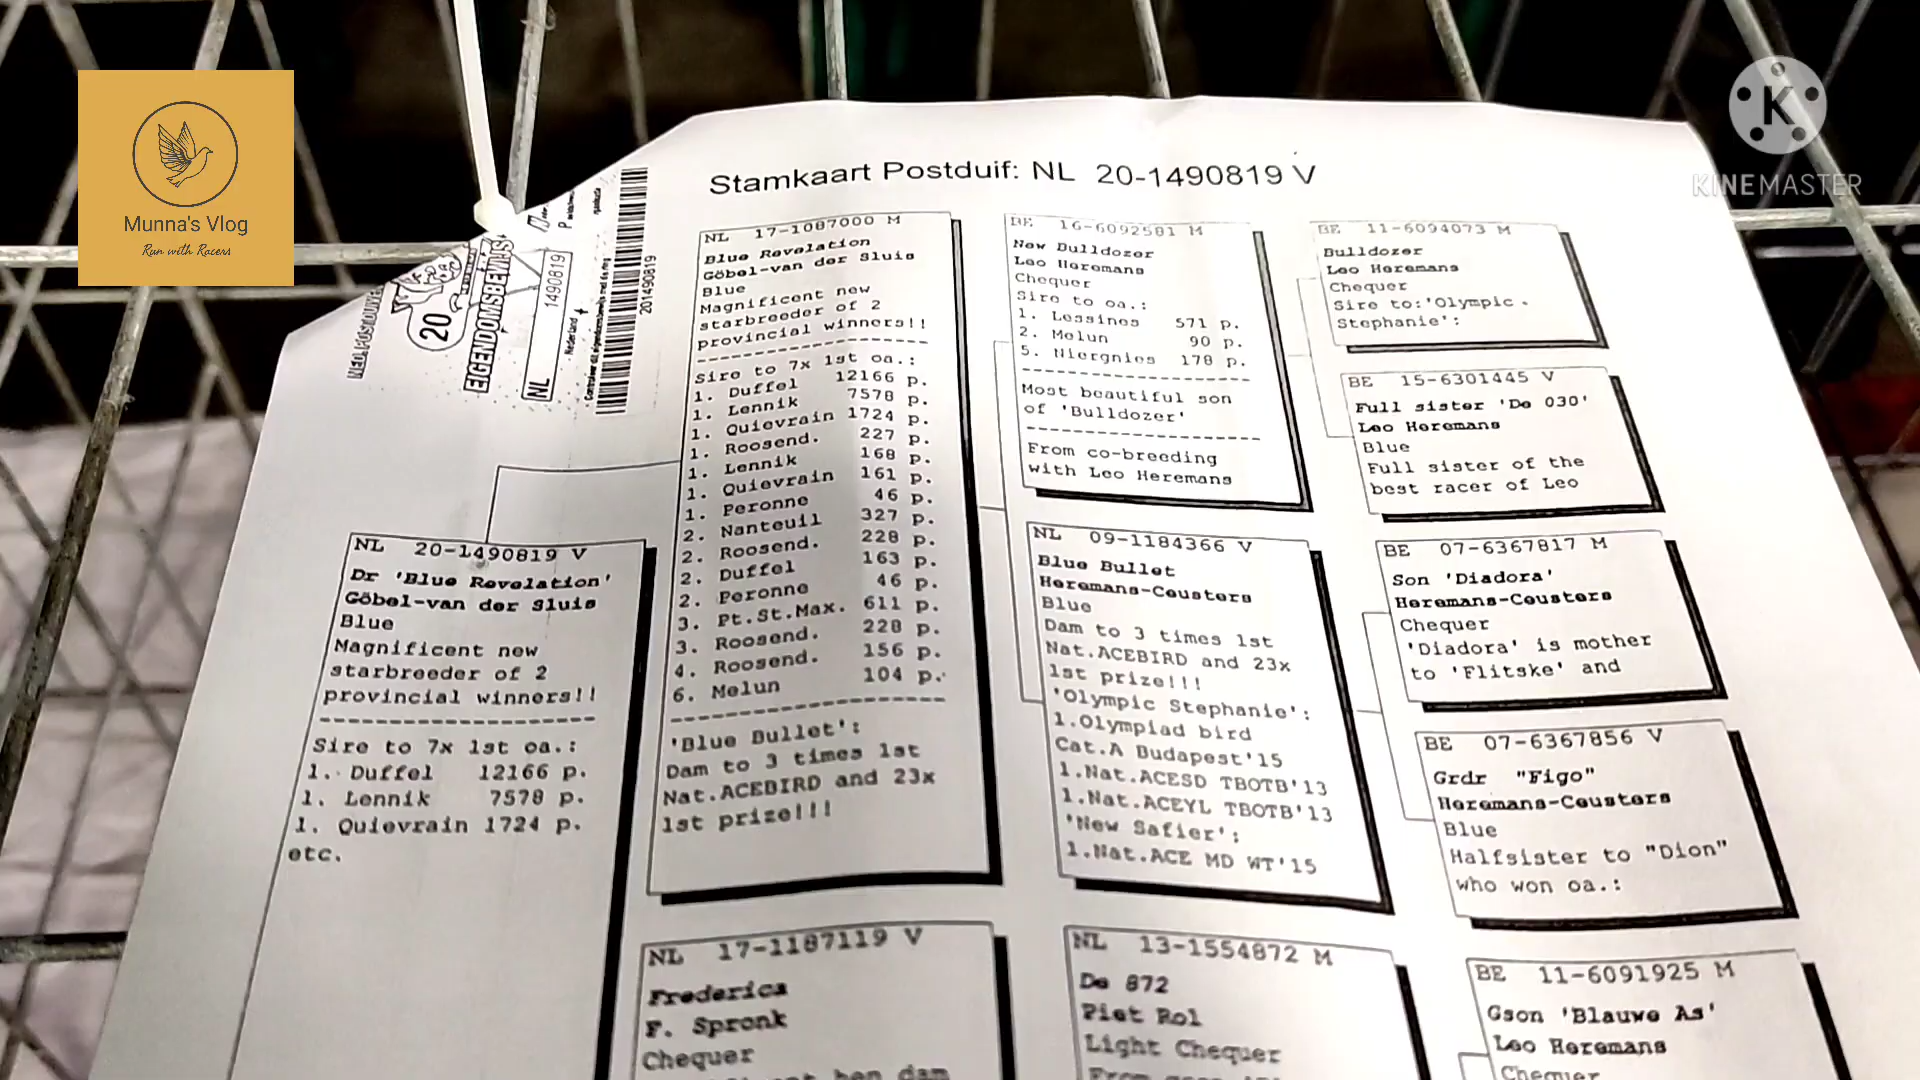 Munna's Vlog
Run with Racers
KINEMASTER
Stamkaart Postduif: NL 20-1490819 V
NED. POSTDUIVEN
20
EIGENDOMSBEWIJS
NL 1490819
Nederland
201490819
NL 20-1490819 V
Dr 'Blue Revelation'
Göbel-van der Sluis
Blue
Magnificent new
starbreeder of 2
provincial winners!!
Sire to 7x 1st oa.:
1. Duffel 12166 p.
1. Lennik 7578 p.
1. Quievrain 1724 p.
etc.
NL 17-1087000 M
Blue Revelation
Göbel-van der Sluis
Blue
Magnificent new
starbreeder of 2
provincial winners!!
Sire to 7x 1st oa.:
1. Duffel 12166 p.
1. Lennik 7578 p.
1. Quievrain 1724 p.
1. Roosend. 227 p.
1. Lennik 168 p.
1. Quievrain 161 p.
1. Peronne 46 p.
2. Nanteuil 327 p.
2. Roosend. 228 p.
2. Duffel 163 p.
2. Peronne 46 p.
3. Pt.St.Max. 611 p.
3. Roosend. 228 p.
4. Roosend. 156 p.
6. Melun 104 p.
'Blue Bullet':
Dam to 3 times 1st
Nat.ACEBIRD and 23x
1st prize!!!
NL 17-1187119 V
Frederica
F. Spronk
Chequer
hen dam
BE 16-6092581 M
New Bulldozer
Leo Heremans
Chequer
Sire to oa.:
1. Lessines 571 p.
2. Melun 90 p.
5. Niergnies 178 p.
Most beautiful son
of 'Bulldozer'
From co-breeding
with Leo Heremans
NL 09-1184366 V
Blue Bullet
Heremans-Ceusters
Blue
Dam to 3 times 1st
Nat.ACEBIRD and 23x
1st prize!!!
'Olympic Stephanie':
1.Olympiad bird
Cat.A Budapest'15
1.Nat.ACESD TBOTB'13
1.Nat.ACEYL TBOTB'13
'New Safier':
1.Nat.ACE MD WT'15
NL 13-1554872 M
De 872
Piet Rol
Light Chequer
BE 11-6094073 M
Bulldozer
Leo Heremans
Chequer
Sire to:'Olympic
Stephanie':
BE 15-6301445 V
Full sister 'De 030'
Leo Heremans
Blue
Full sister of the
best racer of Leo
BE 07-6367817 M
Son 'Diadora'
Heremans-Ceusters
Chequer
'Diadora' is mother
to 'Flitske' and
BE 07-6367856 V
Grdr "Figo"
Heremans-Ceusters
Blue
Halfsister to "Dion"
who won oa.:
BE 11-6091925 M
Gson 'Blauwe As'
Leo Heremans
Chequer